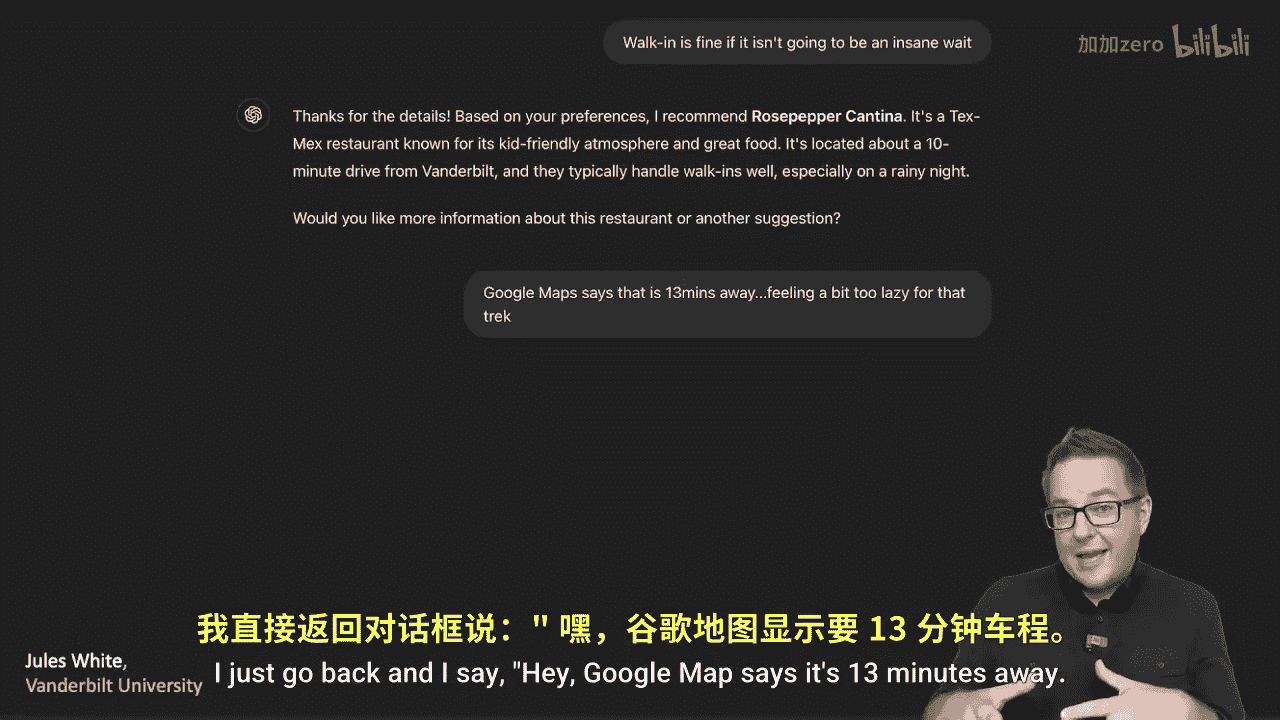 Walk-in is fine if it isn't going to be an insane wait
加加zero bilibili
Thanks for the details! Based on your preferences, I recommend Rosepepper Cantina. It's a Tex-
Mex restaurant known for its kid-friendly atmosphere and great food. It's located about a 10-
minute drive from Vanderbilt, and they typically handle walk-ins well, especially on a rainy night.
Would you like more information about this restaurant or another suggestion?
Google Maps says that is 13mins away...feeling a bit too lazy for that
trek
我直接返回对话框说：" 嘿，谷歌地图显示要 13 分钟车程。
I just go back and I say, "Hey, Google Map says it's 13 minutes away.
Jules White,
Vanderbilt University